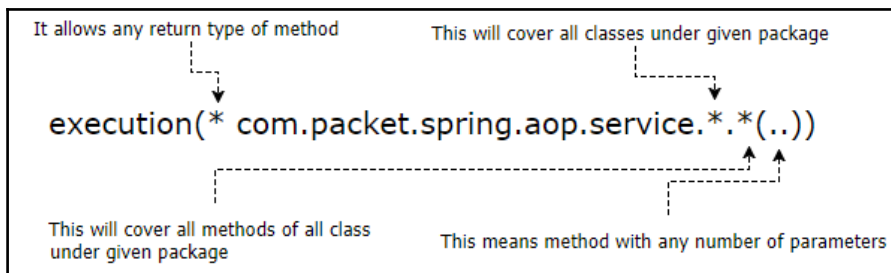 It allows any return type of method
This will cover all classes under given package
execution(* com.packet.spring.aop.service.*.*(..))
This will cover all methods of all class
under given package
This means method with any number of parameters